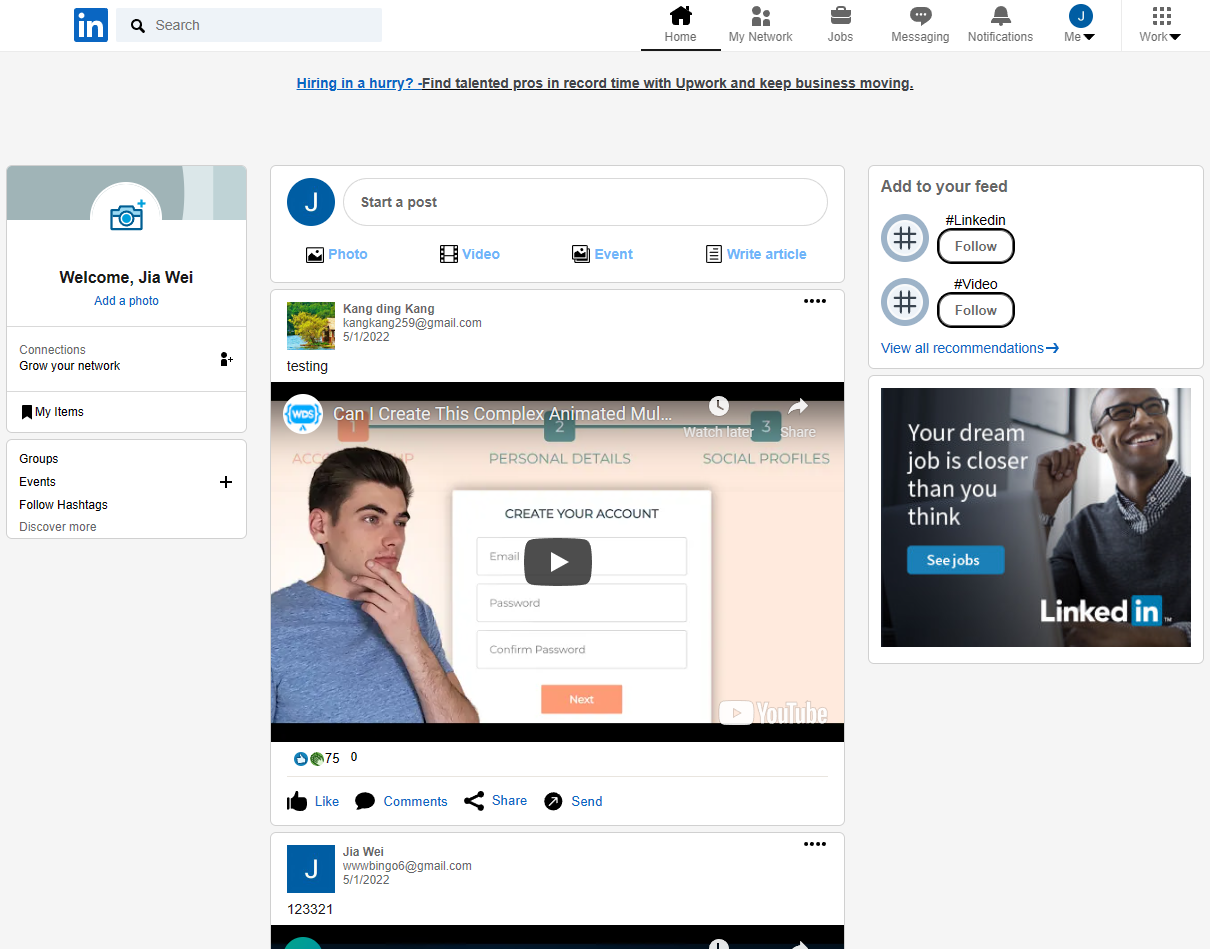 in
Search
Home
My Network
Jobs
Messaging
Notifications
J
Me
Work
Hiring in a hurry? -Find talented pros in record time with Upwork and keep business moving.
Welcome, Jia Wei
Add a photo
Connections
Grow your network
My Items
Groups
Events
Follow Hashtags
Discover more
J
Start a post
Photo
Video
Event
Write article
Kang ding Kang
kangkang259@gmail.com
5/1/2022
testing
WDS
Can I Create This Complex Animated Mul...
Watch later
Share
1
2
3
PERSONAL DETAILS
SOCIAL PROFILES
CREATE YOUR ACCOUNT
Email
Password
Confirm Password
Next
YouTube
75 0
Like
Comments
Share
Send
J
Jia Wei
wwwbingo6@gmail.com
5/1/2022
123321
Add to your feed
#Linkedin
Follow
#Video
Follow
View all recommendations
Your dream
job is closer
than you
think
See jobs
Linked in TM